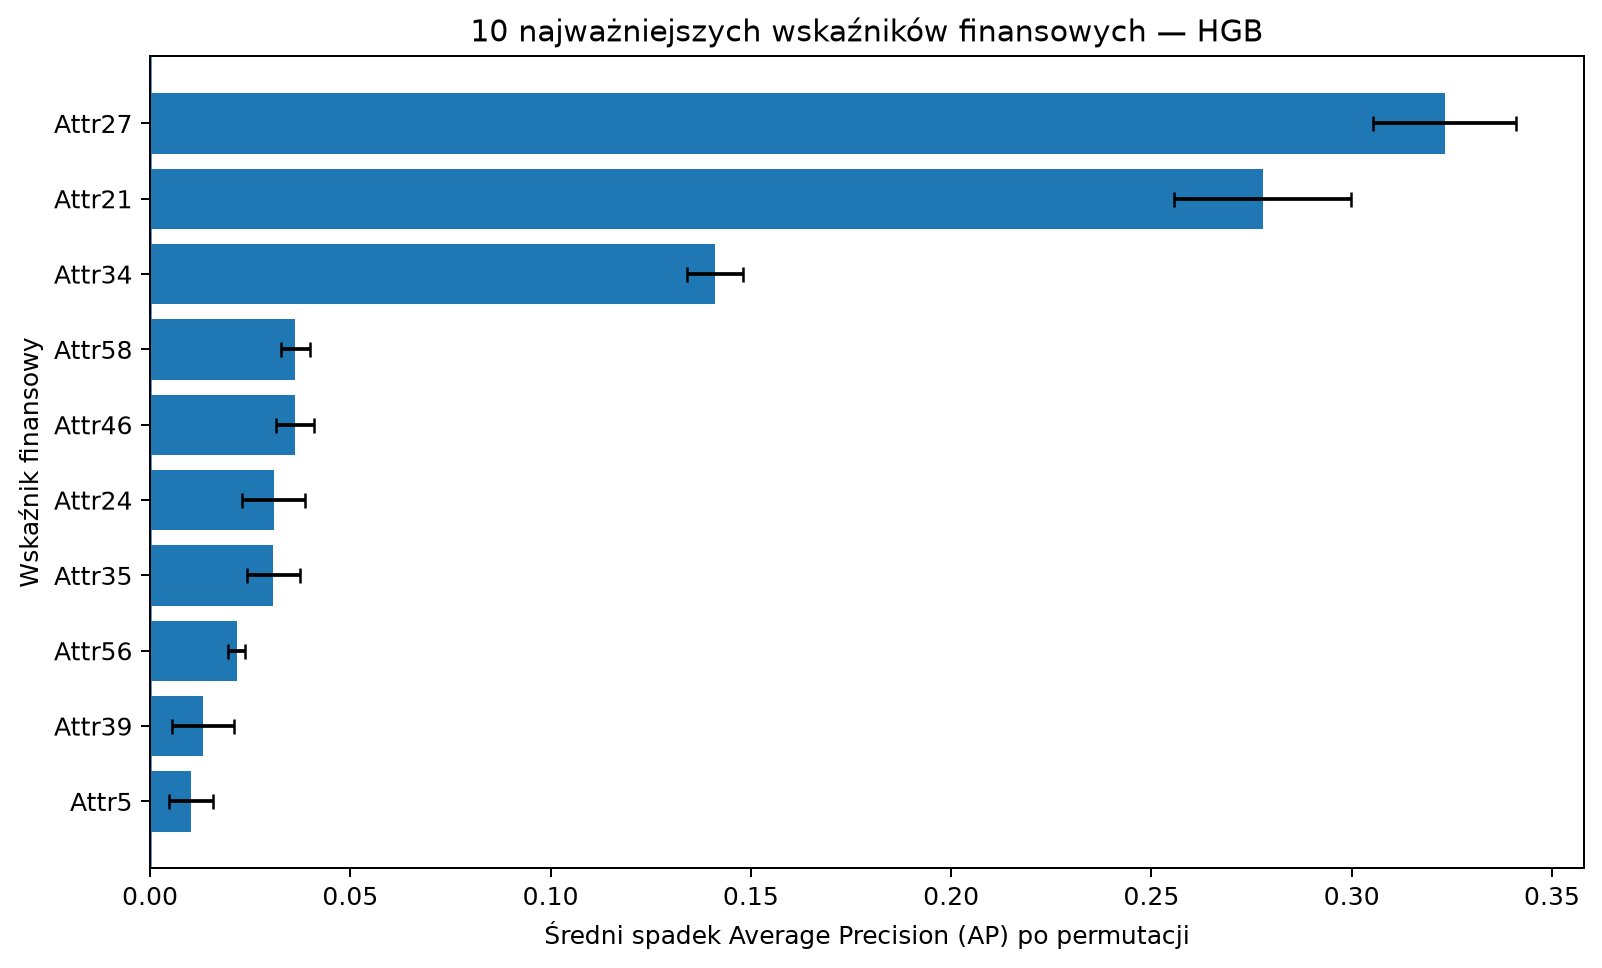 10 najważniejszych wskaźników finansowych — HGB
Wskaźnik finansowy
Attr27
Attr21
Attr34
Attr58
Attr46
Attr24
Attr35
Attr56
Attr39
Attr5
0.00 0.05 0.10 0.15 0.20 0.25 0.30 0.35
Średni spadek Average Precision (AP) po permutacji